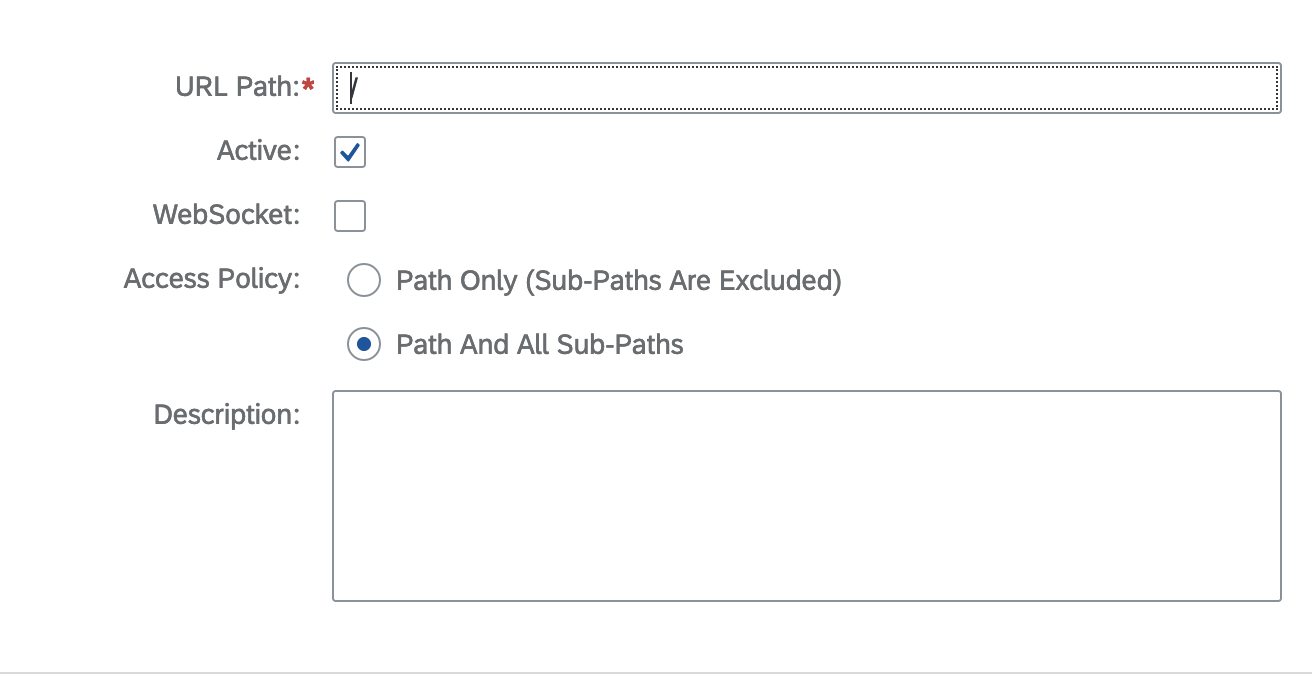 URL Path:* /
Active:
WebSocket:
Access Policy: Path Only (Sub-Paths Are Excluded)
Path And All Sub-Paths
Description: